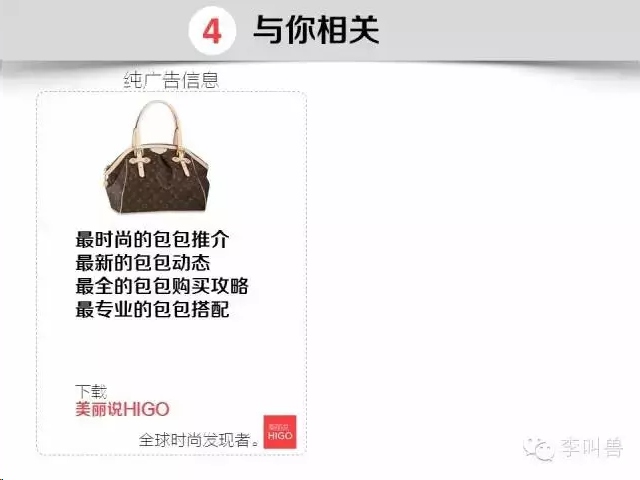 4 与你相关
纯广告信息
最时尚的包包推介
最新的包包动态
最全的包包购买攻略
最专业的包包搭配
下载
美丽说HIGO
全球时尚发现者。
美丽说
HIGO
李叫兽